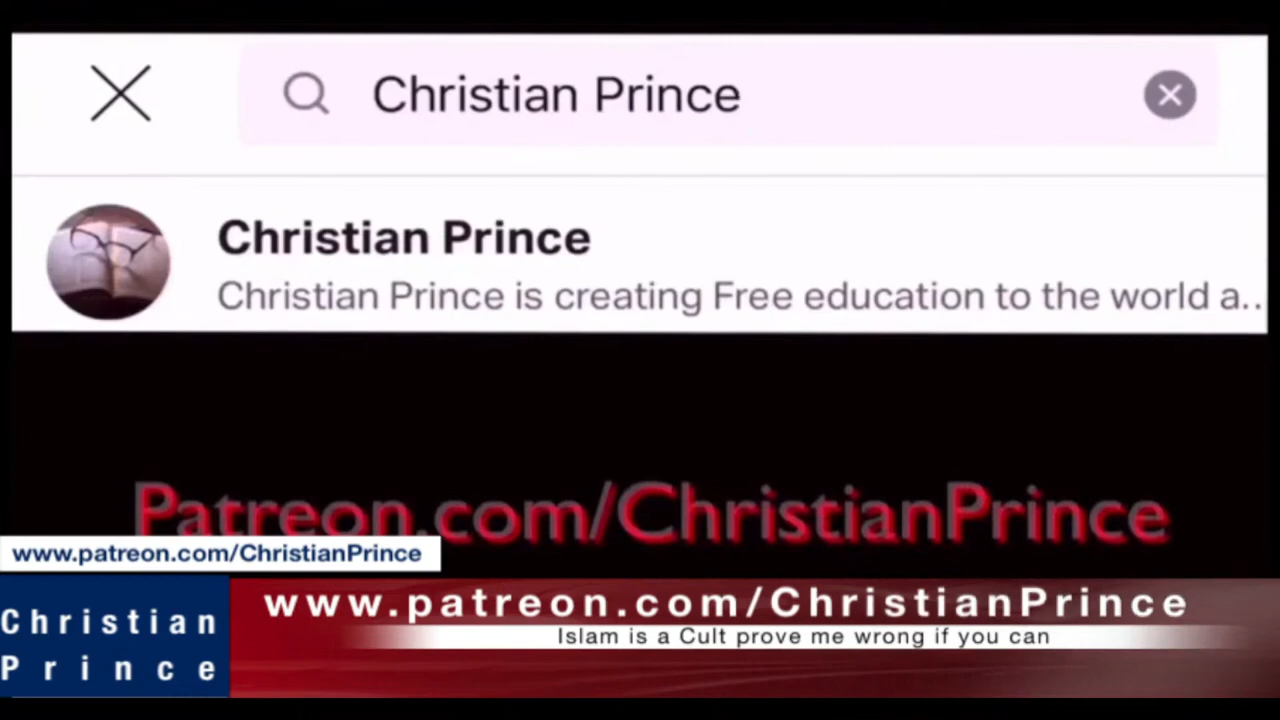 Christian Prince
Christian Prince
Christian Prince is creating Free education to the world a..
Patreon.com/ChristianPrince
www.patreon.com/ChristianPrince
Christian
Prince
www.patreon.com/ChristianPrince
Islam is a Cult prove me wrong if you can